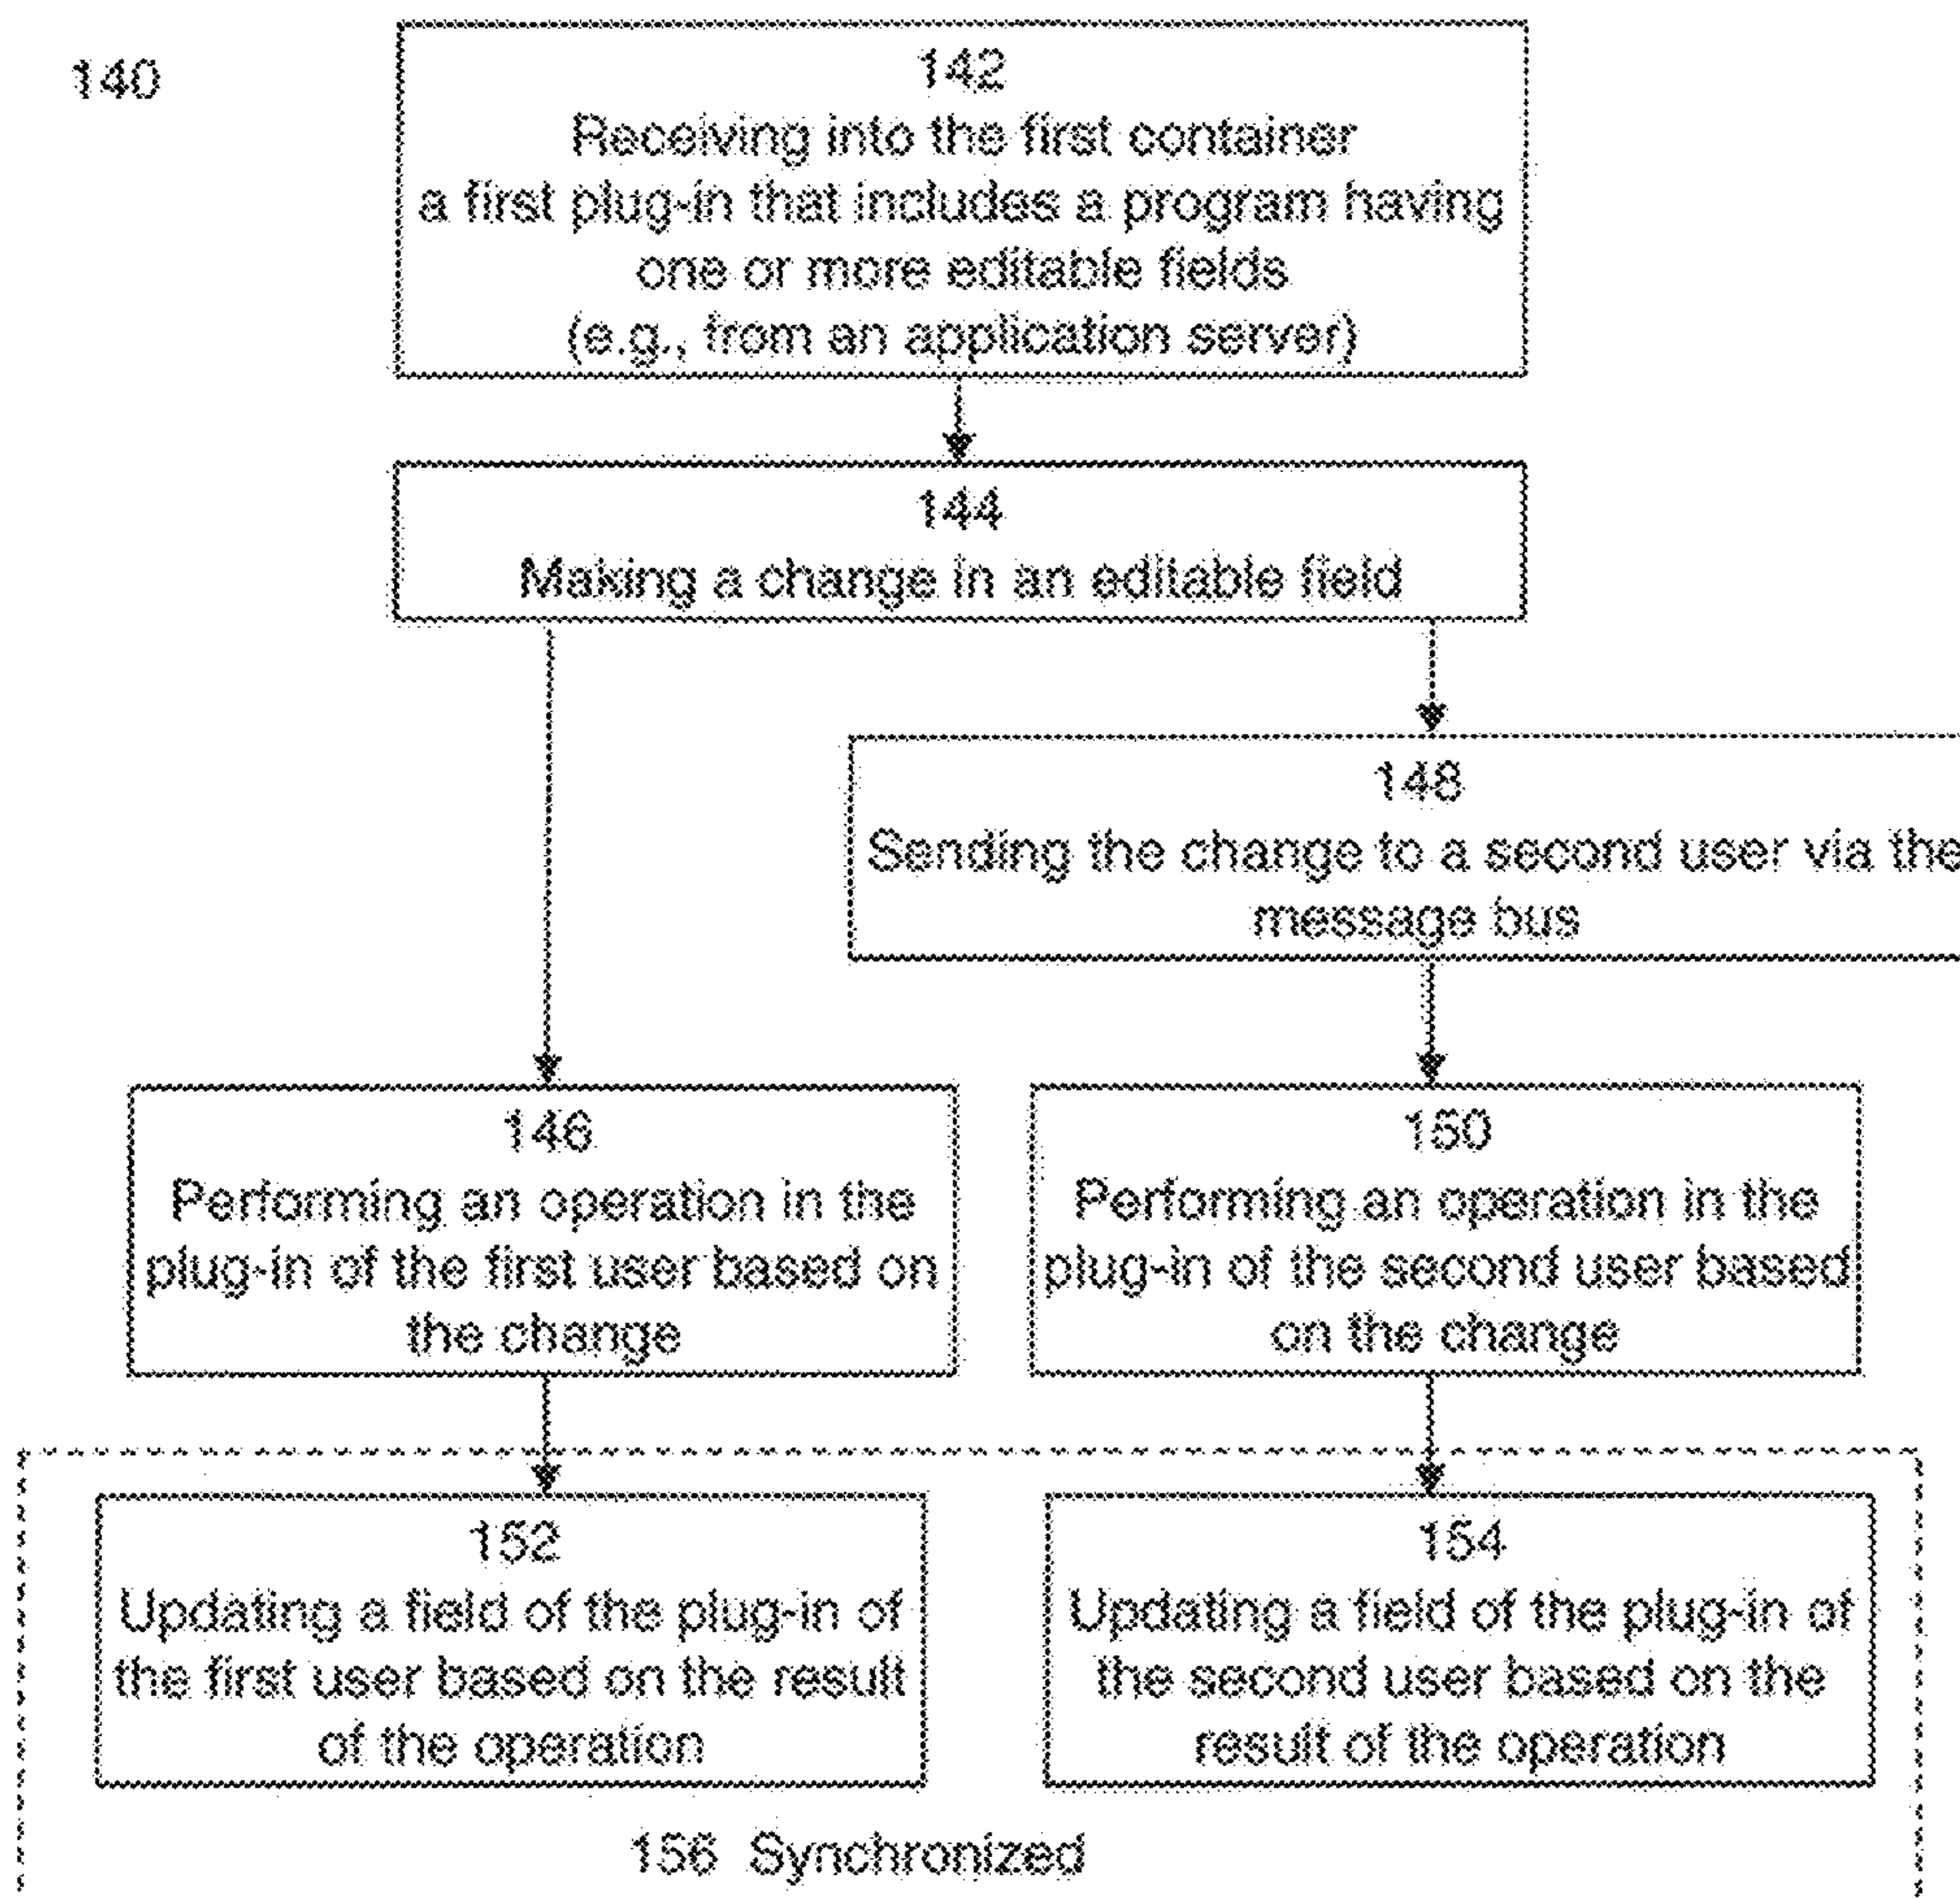 140
142
Receiving into the first container
a first plug-in that includes a program having
one or more editable fields
(e.g., from an application server)
144
Making a change in an editable field
148
Sending the change to a second user via the
message bus
146
Performing an operation in the
plug-in of the first user based on
the change
150
Performing an operation in the
plug-in of the second user based
on the change
152
Updating a field of the plug-in of
the first user based on the result
of the operation
154
Updating a field of the plug-in of
the second user based on the
result of the operation
156 Synchronized